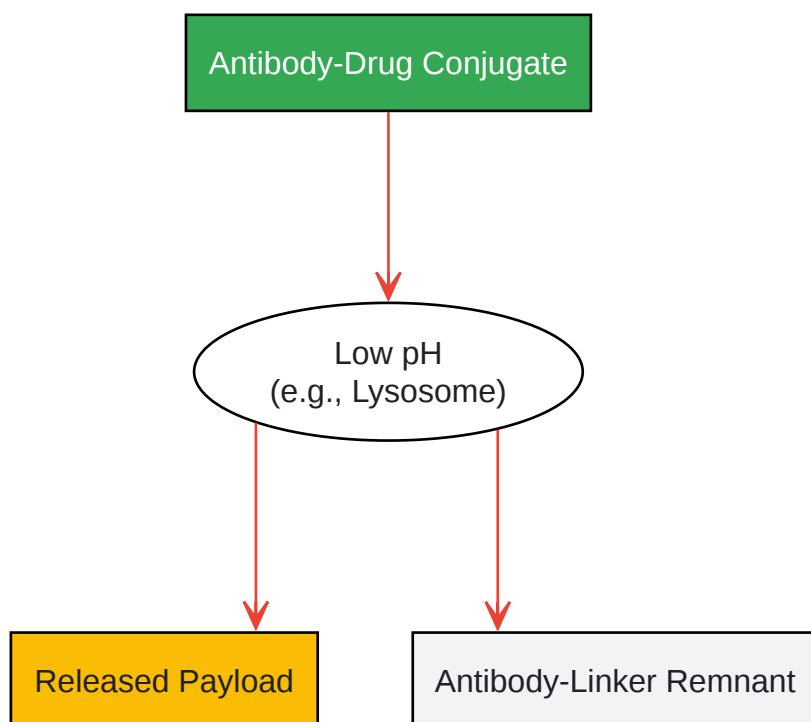 Antibody-Drug Conjugate
Low pH
(e.g., Lysosome)
Released Payload
Antibody-Linker Remnant